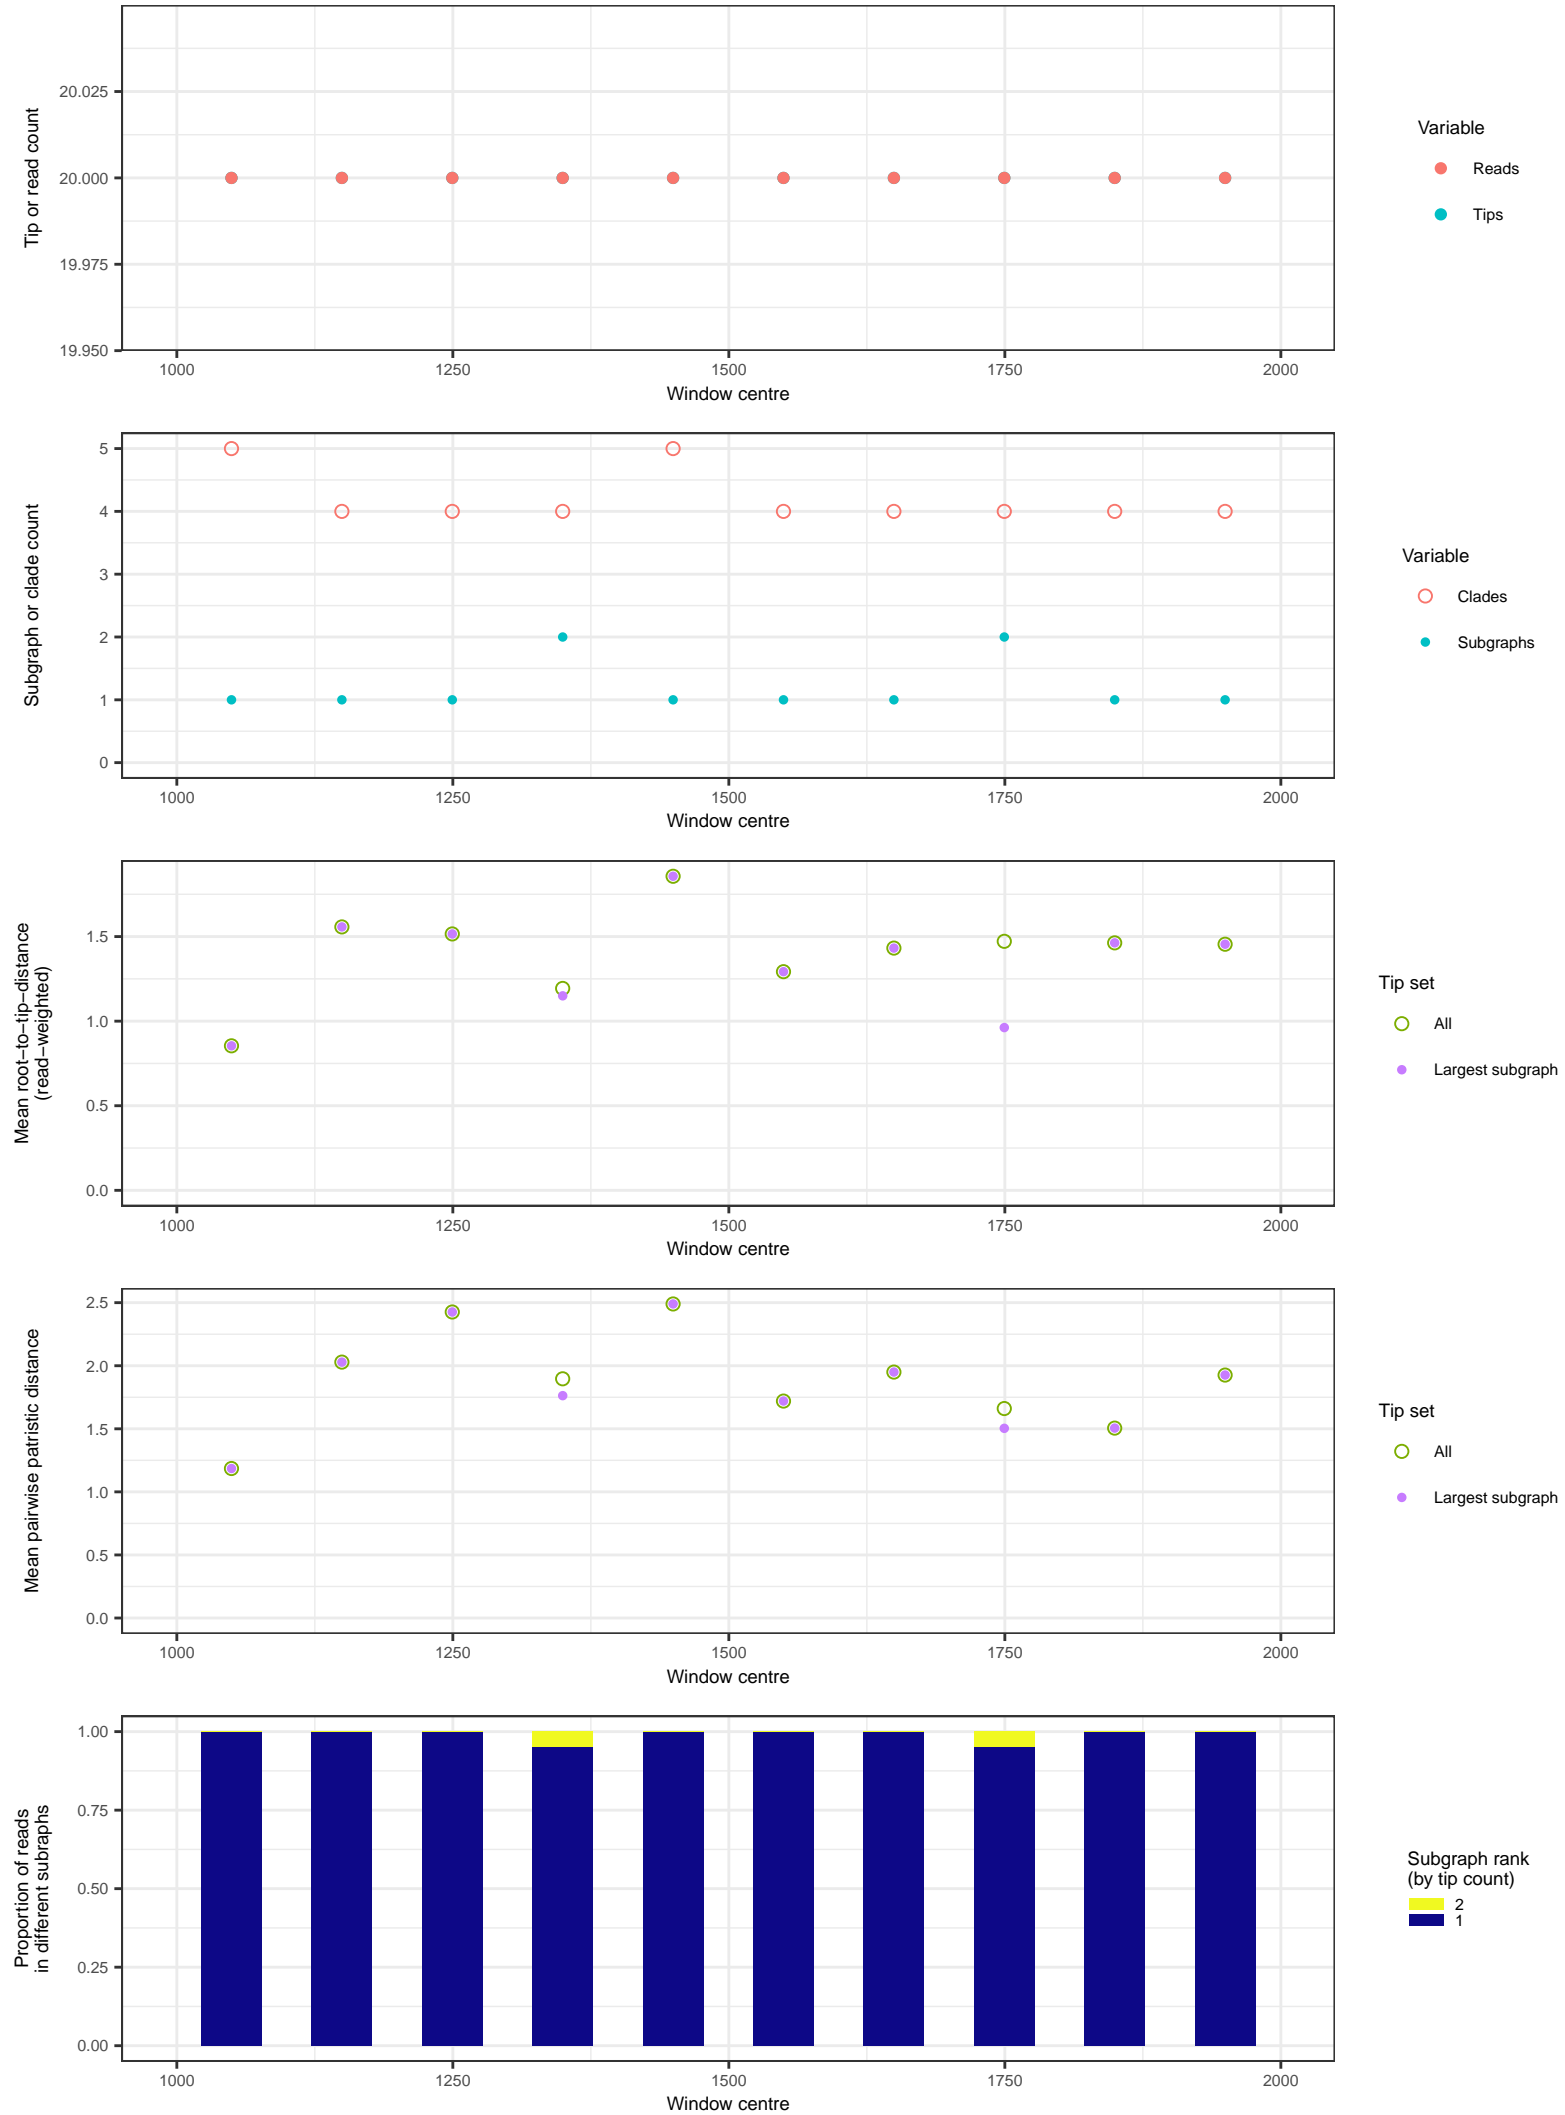 Tip or read count
20.025
20.000
19.975
19.950
1000 1250 1500 1750 2000
Window centre
Variable
Reads
Tips
Subgraph or clade count
5
4
3
2
1
0
1000 1250 1500 1750 2000
Window centre
Variable
Clades
Subgraphs
Mean root−to−tip−distance
(read−weighted)
1.5
1.0
0.5
0.0
1000 1250 1500 1750 2000
Window centre
Tip set
All
Largest subgraph
Mean pairwise patristic distance
2.5
2.0
1.5
1.0
0.5
0.0
1000 1250 1500 1750 2000
Window centre
Tip set
All
Largest subgraph
Proportion of reads
in different subraphs
1.00
0.75
0.50
0.25
0.00
1000 1250 1500 1750 2000
Window centre
Subgraph rank
(by tip count)
2
1